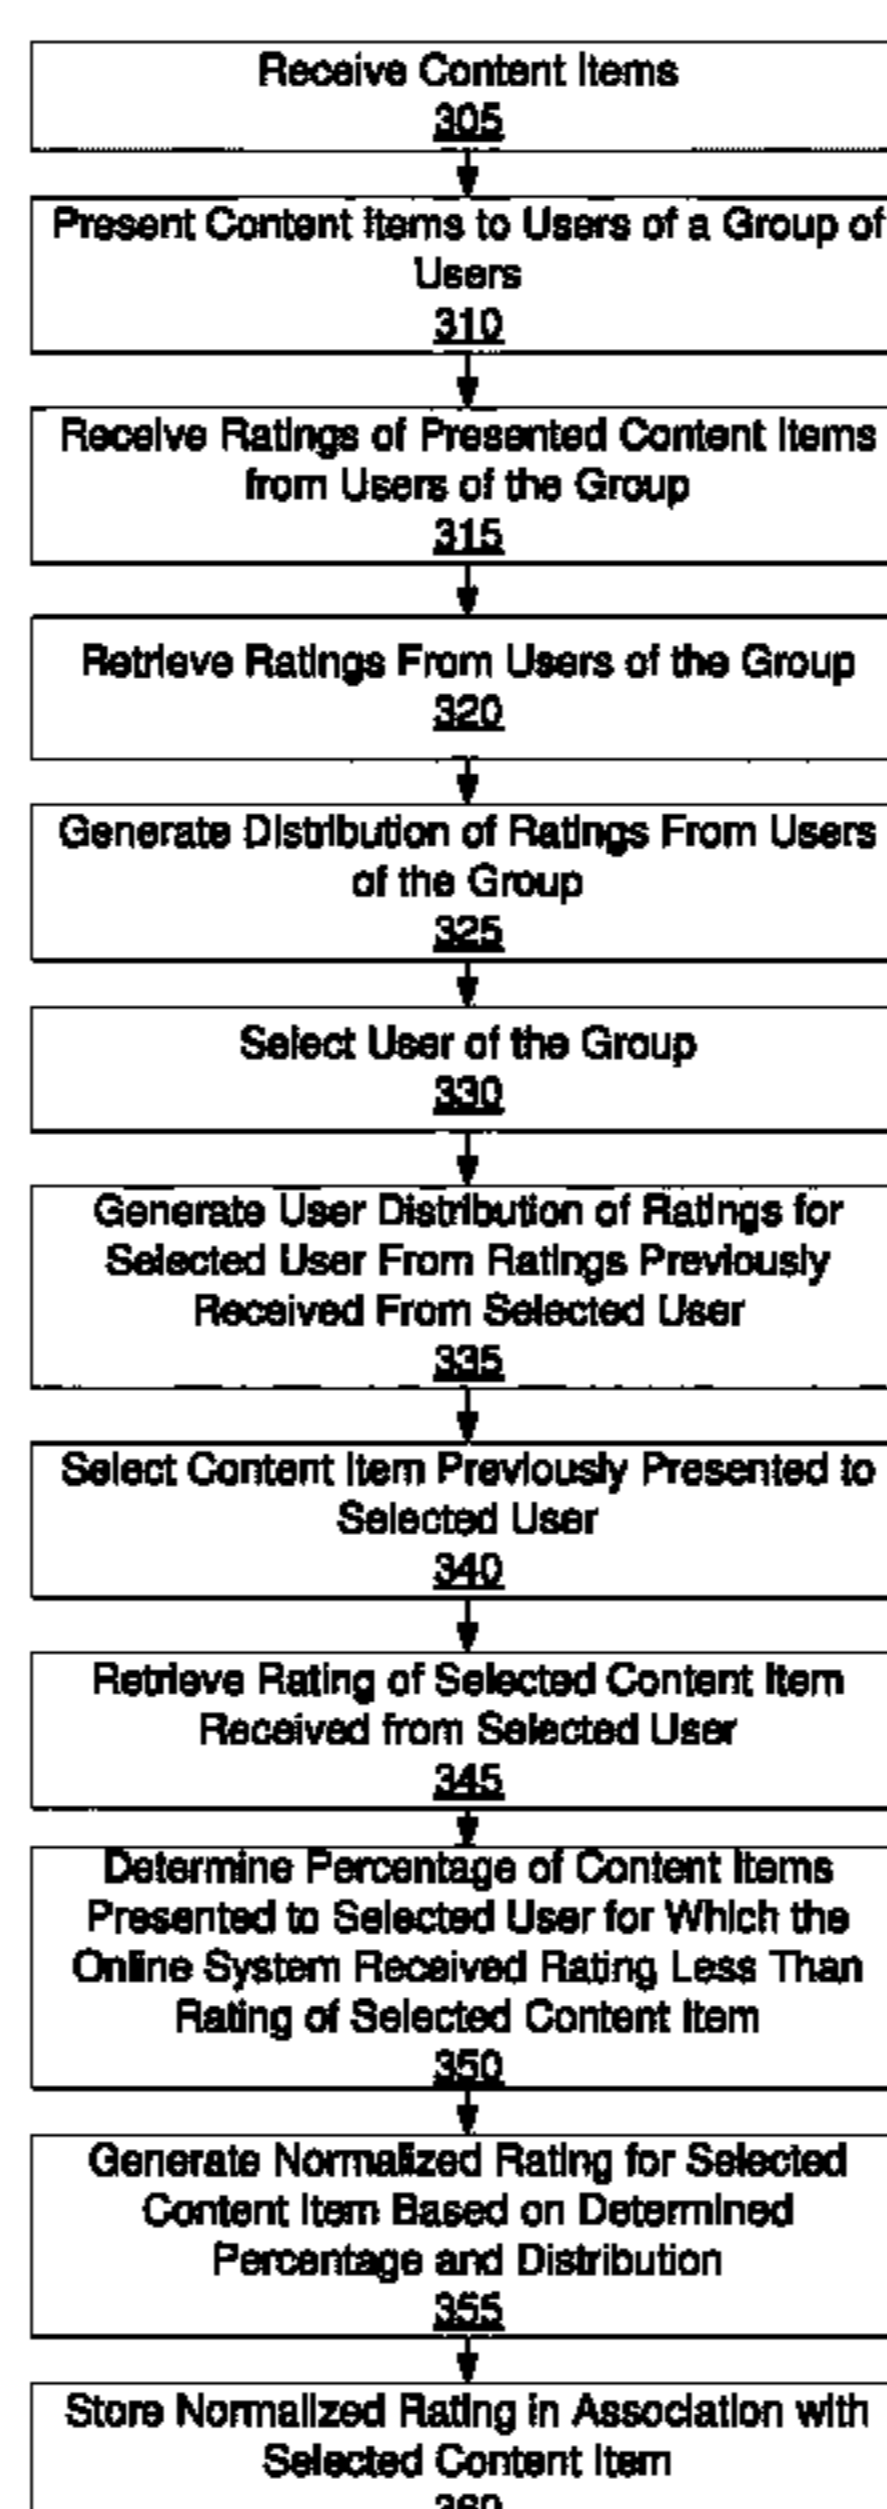 Receive Content Items
305
Present Content Items to Users of a Group of
Users
310
Receive Ratings of Presented Content Items
from Users of the Group
315
Retrieve Ratings From Users of the Group
320
Generate Distribution of Ratings From Users
of the Group
325
Select User of the Group
330
Generate User Distribution of Ratings for
Selected User From Ratings Previously
Received From Selected User
335
Select Content Item Previously Presented to
Selected User
340
Retrieve Rating of Selected Content Item
Received from Selected User
345
Determine Percentage of Content Items
Presented to Selected User for Which the
Online System Received Rating Less Than
Rating of Selected Content Item
350
Generate Normalized Rating for Selected
Content Item Based on Determined
Percentage and Distribution
355
Store Normalized Rating in Association with
Selected Content Item
360